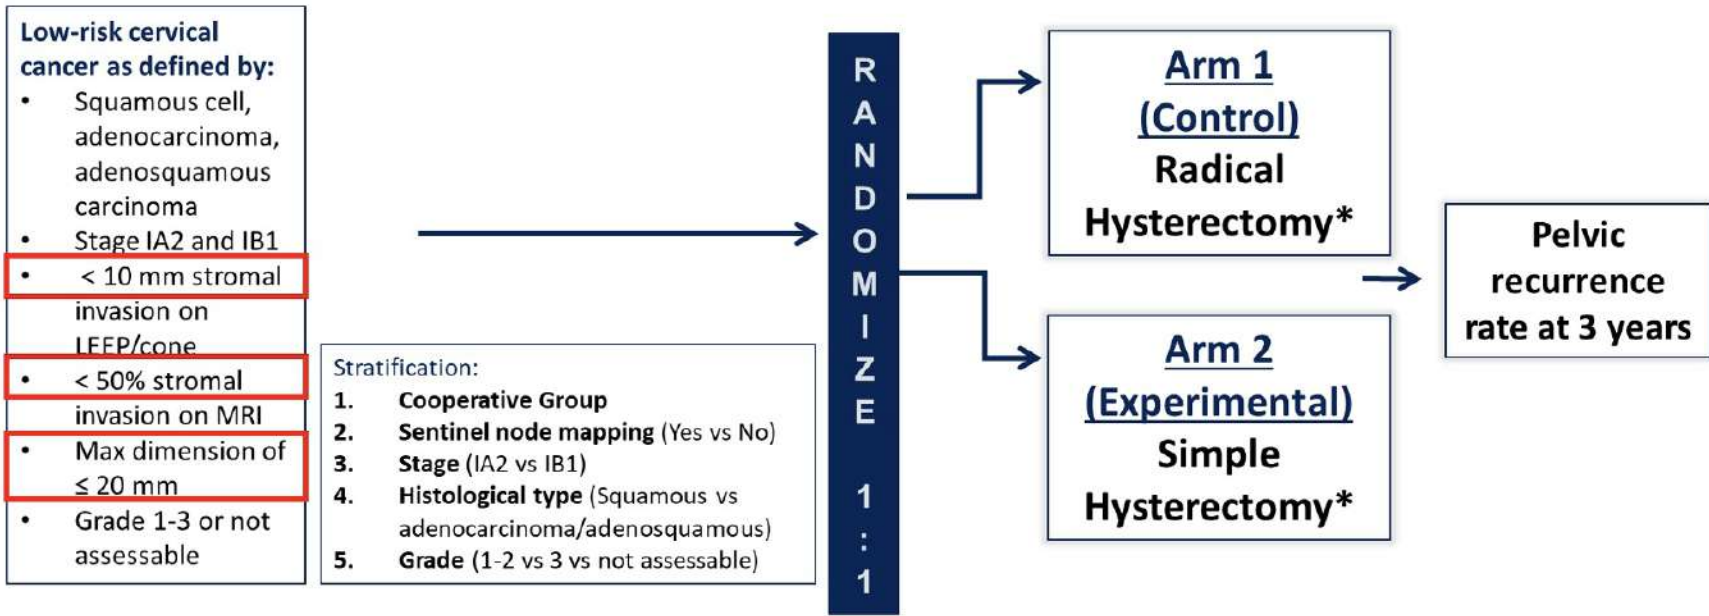 Low-risk cervical
cancer as defined by:
• Squamous cell,
adenocarcinoma,
adenosquamous
carcinoma
• Stage IA2 and IB1
• < 10 mm stromal
invasion on
LEEP/cone
• < 50% stromal
invasion on MRI
• Max dimension of
≤ 20 mm
• Grade 1-3 or not
assessable
Stratification:
1. Cooperative Group
2. Sentinel node mapping (Yes vs No)
3. Stage (IA2 vs IB1)
4. Histological type (Squamous vs
adenocarcinoma/adenosquamous)
5. Grade (1-2 vs 3 vs not assessable)
RANDOMIZE 1:1
Arm 1
(Control)
Radical
Hysterectomy*
Arm 2
(Experimental)
Simple
Hysterectomy*
Pelvic
recurrence
rate at 3 years